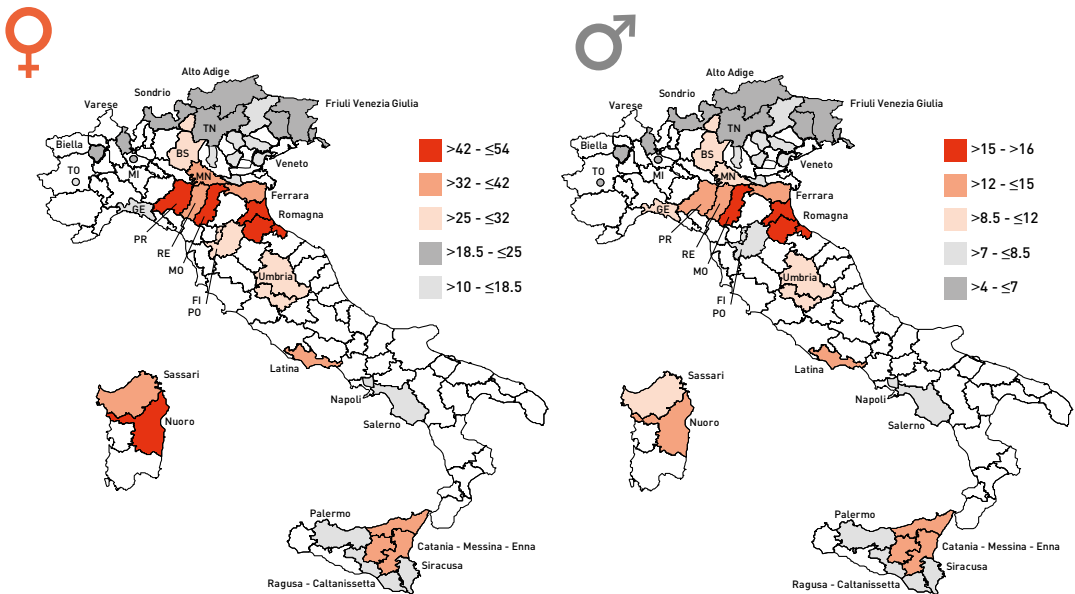 Alto Adige
Sondrio
Varese
Friuli Venezia Giulia
TN
Biella
BS
TO
MI
Veneto
MN
Ferrara
GE
Romagna
PR
RE
MO
Umbria
FI
PO
Latina
Sassari
Napoli
Nuoro
Salerno
Palermo
Catania - Messina - Enna
Siracusa
Ragusa - Caltanissetta
>42 - ≤54
>32 - ≤42
>25 - ≤32
>18.5 - ≤25
>10 - ≤18.5
Alto Adige
Sondrio
Varese
Friuli Venezia Giulia
TN
Biella
BS
TO
MI
Veneto
MN
Ferrara
GE
Romagna
PR
RE
MO
Umbria
FI
PO
Latina
Sassari
Napoli
Nuoro
Salerno
Palermo
Catania - Messina - Enna
Siracusa
Ragusa - Caltanissetta
>15 - >16
>12 - ≤15
>8.5 - ≤12
>7 - ≤8.5
>4 - ≤7